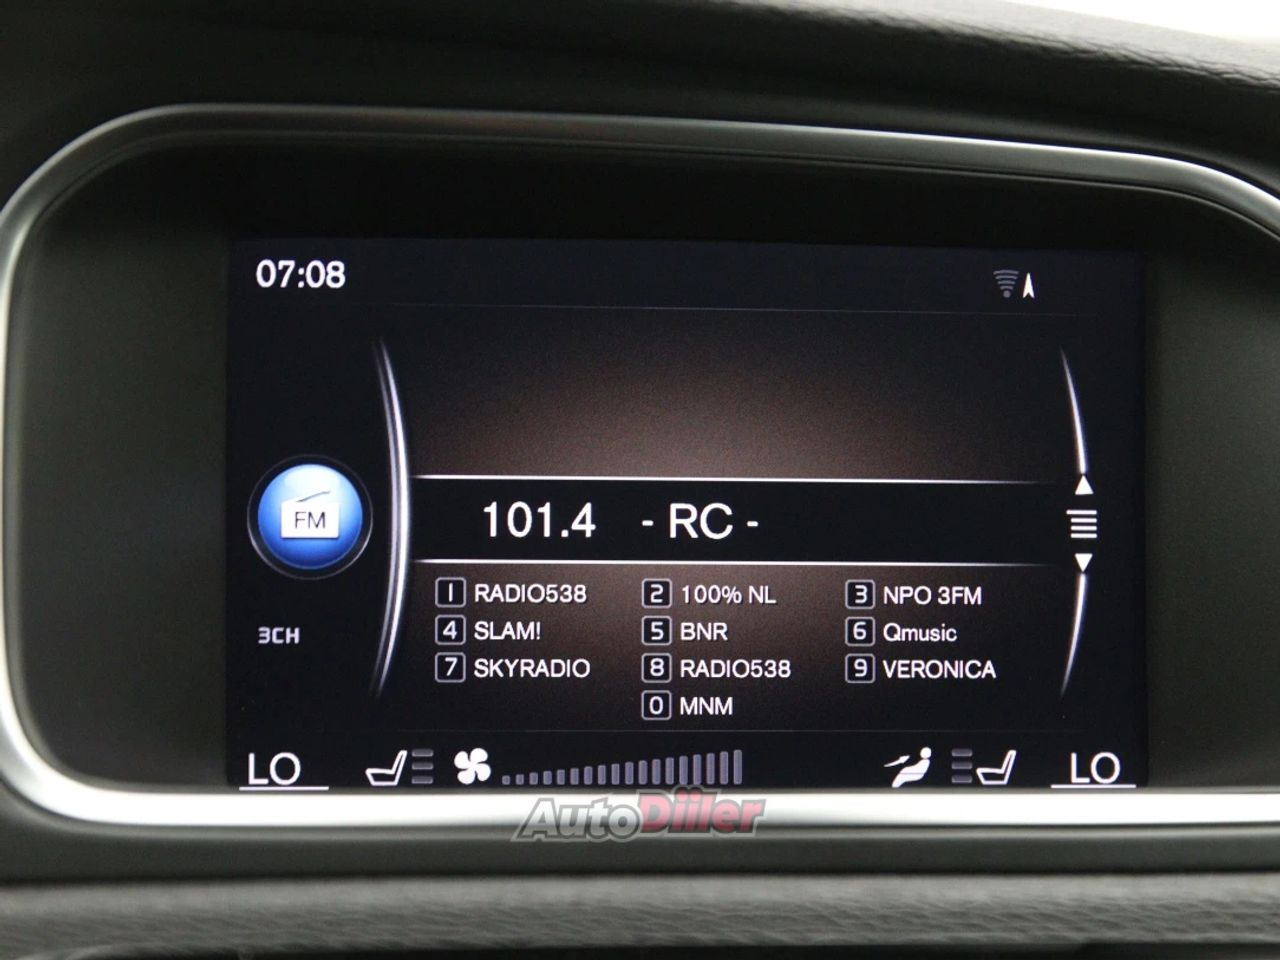 07:08
FM
101.4 - RC -
3CH
1 RADIO538 2 100% NL 3 NPO 3FM
4 SLAM! 5 BNR 6 Qmusic
7 SKYRADIO 8 RADIO538 9 VERONICA
0 MNM
LO LO
AutoDiiler